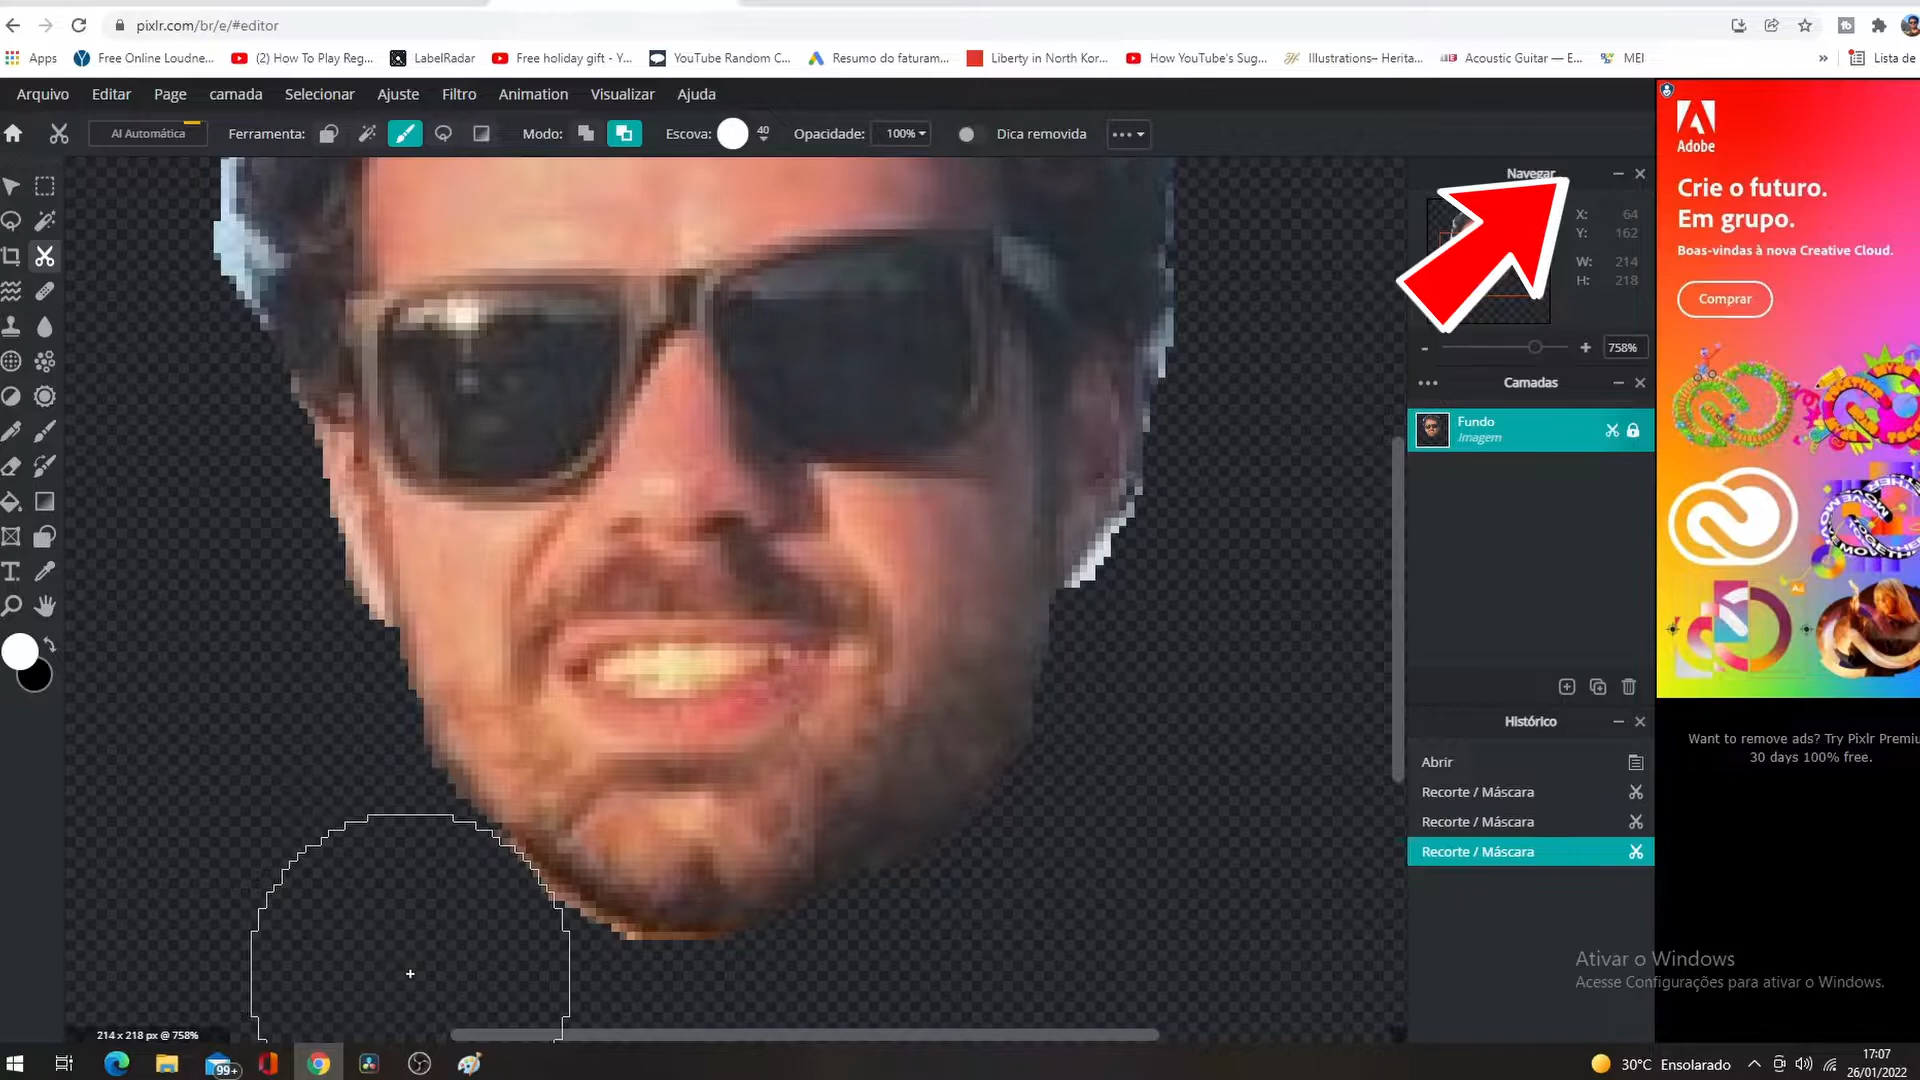 pixlr.com/br/e/#editor
Apps
Free Online Loudne...
(2) How To Play Reg...
LabelRadar
Free holiday gift - Y...
YouTube Random C...
Resumo do faturam...
Liberty in North Kor...
How YouTube's Sug...
Illustrations– Herita...
Acoustic Guitar — E...
MEI
»
Lista de
Arquivo
Editar
Page
camada
Selecionar
Ajuste
Filtro
Animation
Visualizar
Ajuda
AI Automática
Ferramenta:
Modo:
Escova:
40
Opacidade:
100%
Dica removida
Navegar
X: 64
Y: 162
W: 214
H: 218
758%
Camadas
Fundo
Imagem
Histórico
Abrir
Recorte / Máscara
Recorte / Máscara
Recorte / Máscara
Adobe
Crie o futuro.
Em grupo.
Boas-vindas à nova Creative Cloud.
Comprar
Want to remove ads? Try Pixlr Premiu
30 days 100% free.
Ativar o Windows
Acesse Configurações para ativar o Windows.
214 x 218 px @ 758%
99+
30°C Ensolarado
17:07
26/01/2022